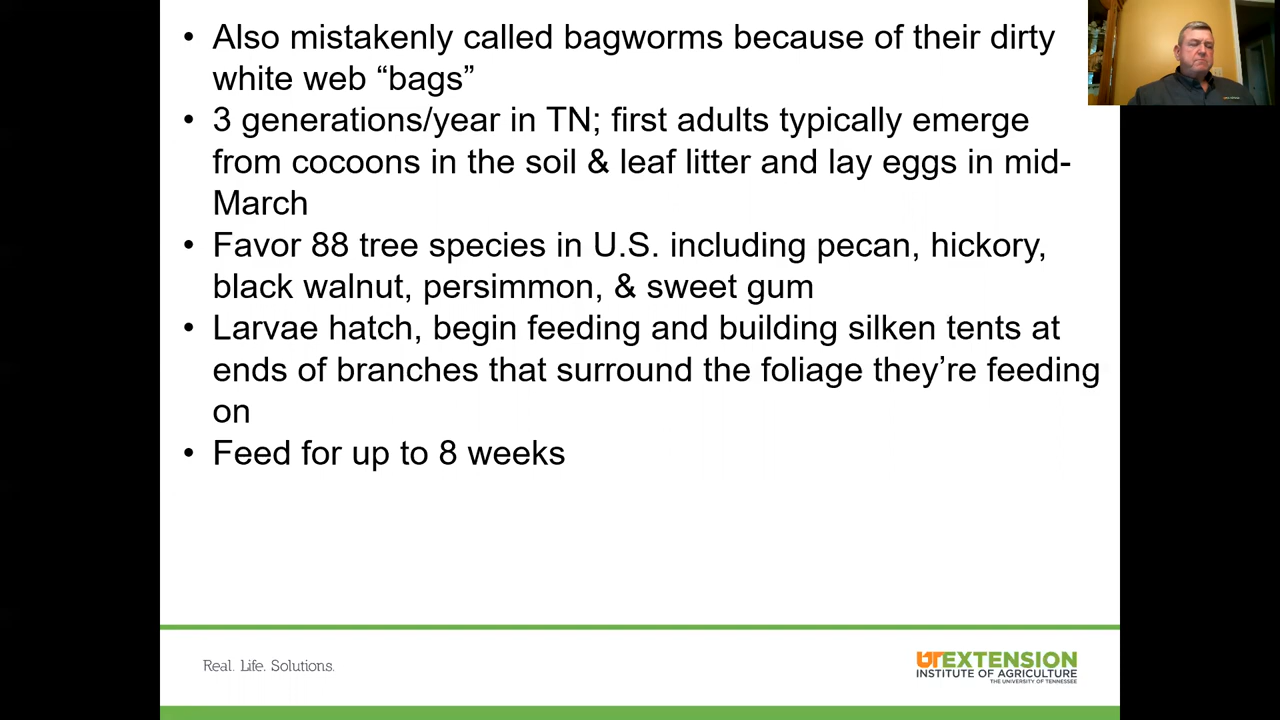 • Also mistakenly called bagworms because of their dirty
white web “bags”
• 3 generations/year in TN; first adults typically emerge
from cocoons in the soil & leaf litter and lay eggs in mid-
March
• Favor 88 tree species in U.S. including pecan, hickory,
black walnut, persimmon, & sweet gum
• Larvae hatch, begin feeding and building silken tents at
ends of branches that surround the foliage they’re feeding
on
• Feed for up to 8 weeks
Real. Life. Solutions.
UTEXTENSION
INSTITUTE OF AGRICULTURE
THE UNIVERSITY OF TENNESSEE